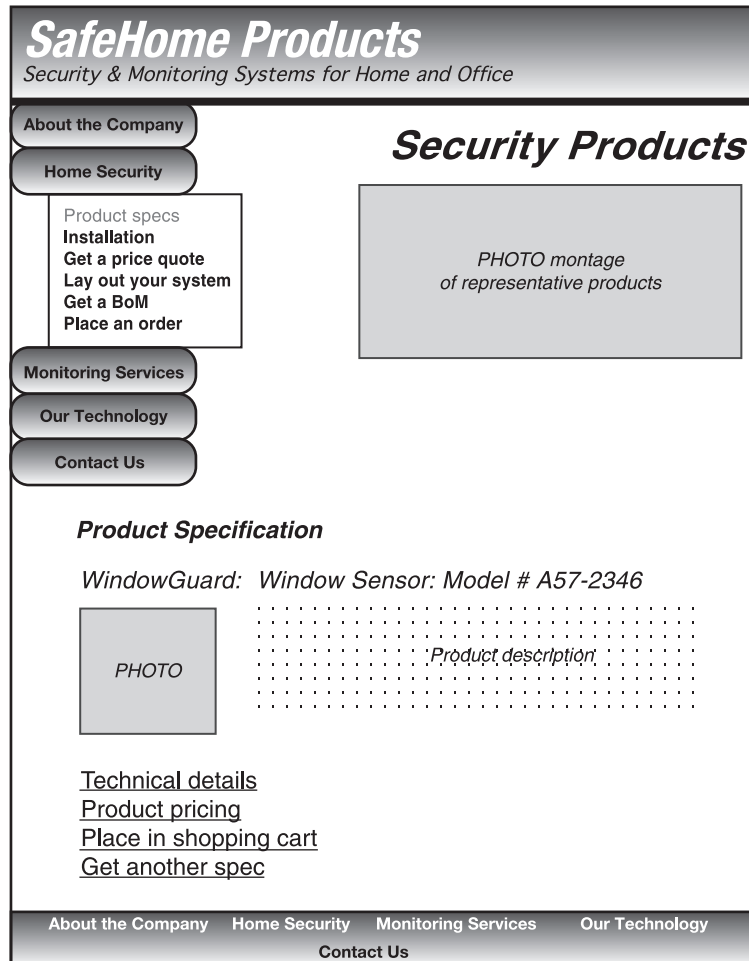 SafeHome Products
Security & Monitoring Systems for Home and Office
About the Company
Home Security
Product specs
Installation
Get a price quote
Lay out your system
Get a BoM
Place an order
Monitoring Services
Our Technology
Contact Us
Security Products
PHOTO montage
of representative products
Product Specification
WindowGuard: Window Sensor: Model # A57-2346
PHOTO
Product description
Technical details
Product pricing
Place in shopping cart
Get another spec
About the Company Home Security Monitoring Services Our Technology
Contact Us